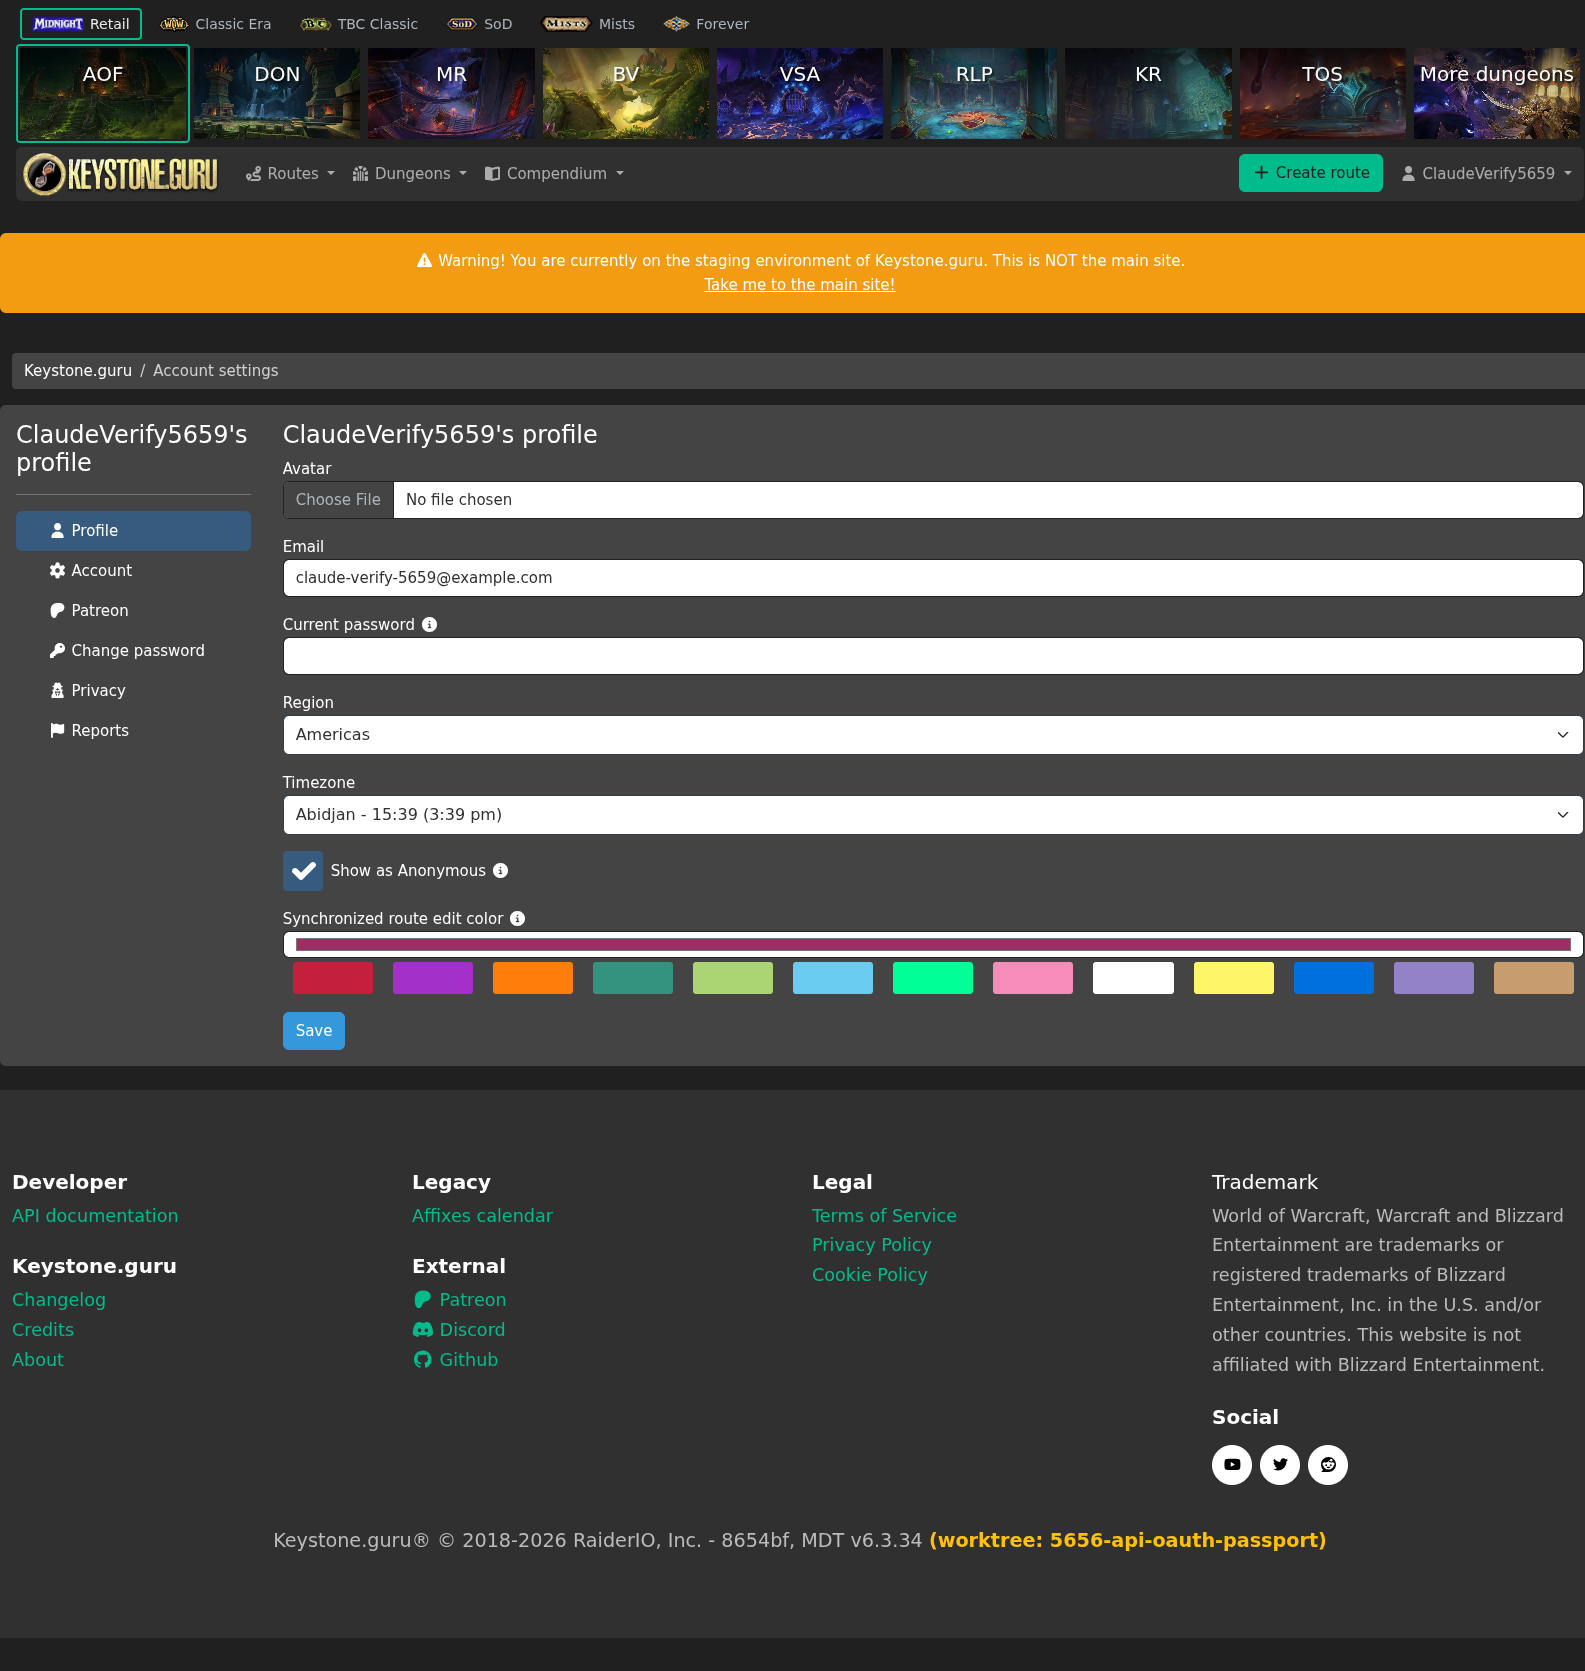 MIDNIGHT Retail WOW Classic Era BC TBC Classic SoD SoD MISTS Mists Forever
AOF DON MR BV VSA RLP KR TOS More dungeons
KEYSTONE.GURU Routes Dungeons Compendium Create route ClaudeVerify5659
Warning! You are currently on the staging environment of Keystone.guru. This is NOT the main site.
Take me to the main site!
Keystone.guru / Account settings
ClaudeVerify5659's
profile
Profile
Account
Patreon
Change password
Privacy
Reports
ClaudeVerify5659's profile
Avatar
Choose File No file chosen
Email
claude-verify-5659@example.com
Current password
Region
Americas
Timezone
Abidjan - 15:39 (3:39 pm)
Show as Anonymous
Synchronized route edit color
Save
Developer
API documentation
Keystone.guru
Changelog
Credits
About
Legacy
Affixes calendar
External
Patreon
Discord
Github
Legal
Terms of Service
Privacy Policy
Cookie Policy
Trademark
World of Warcraft, Warcraft and Blizzard
Entertainment are trademarks or
registered trademarks of Blizzard
Entertainment, Inc. in the U.S. and/or
other countries. This website is not
affiliated with Blizzard Entertainment.
Social
Keystone.guru® © 2018-2026 RaiderIO, Inc. - 8654bf, MDT v6.3.34 (worktree: 5656-api-oauth-passport)